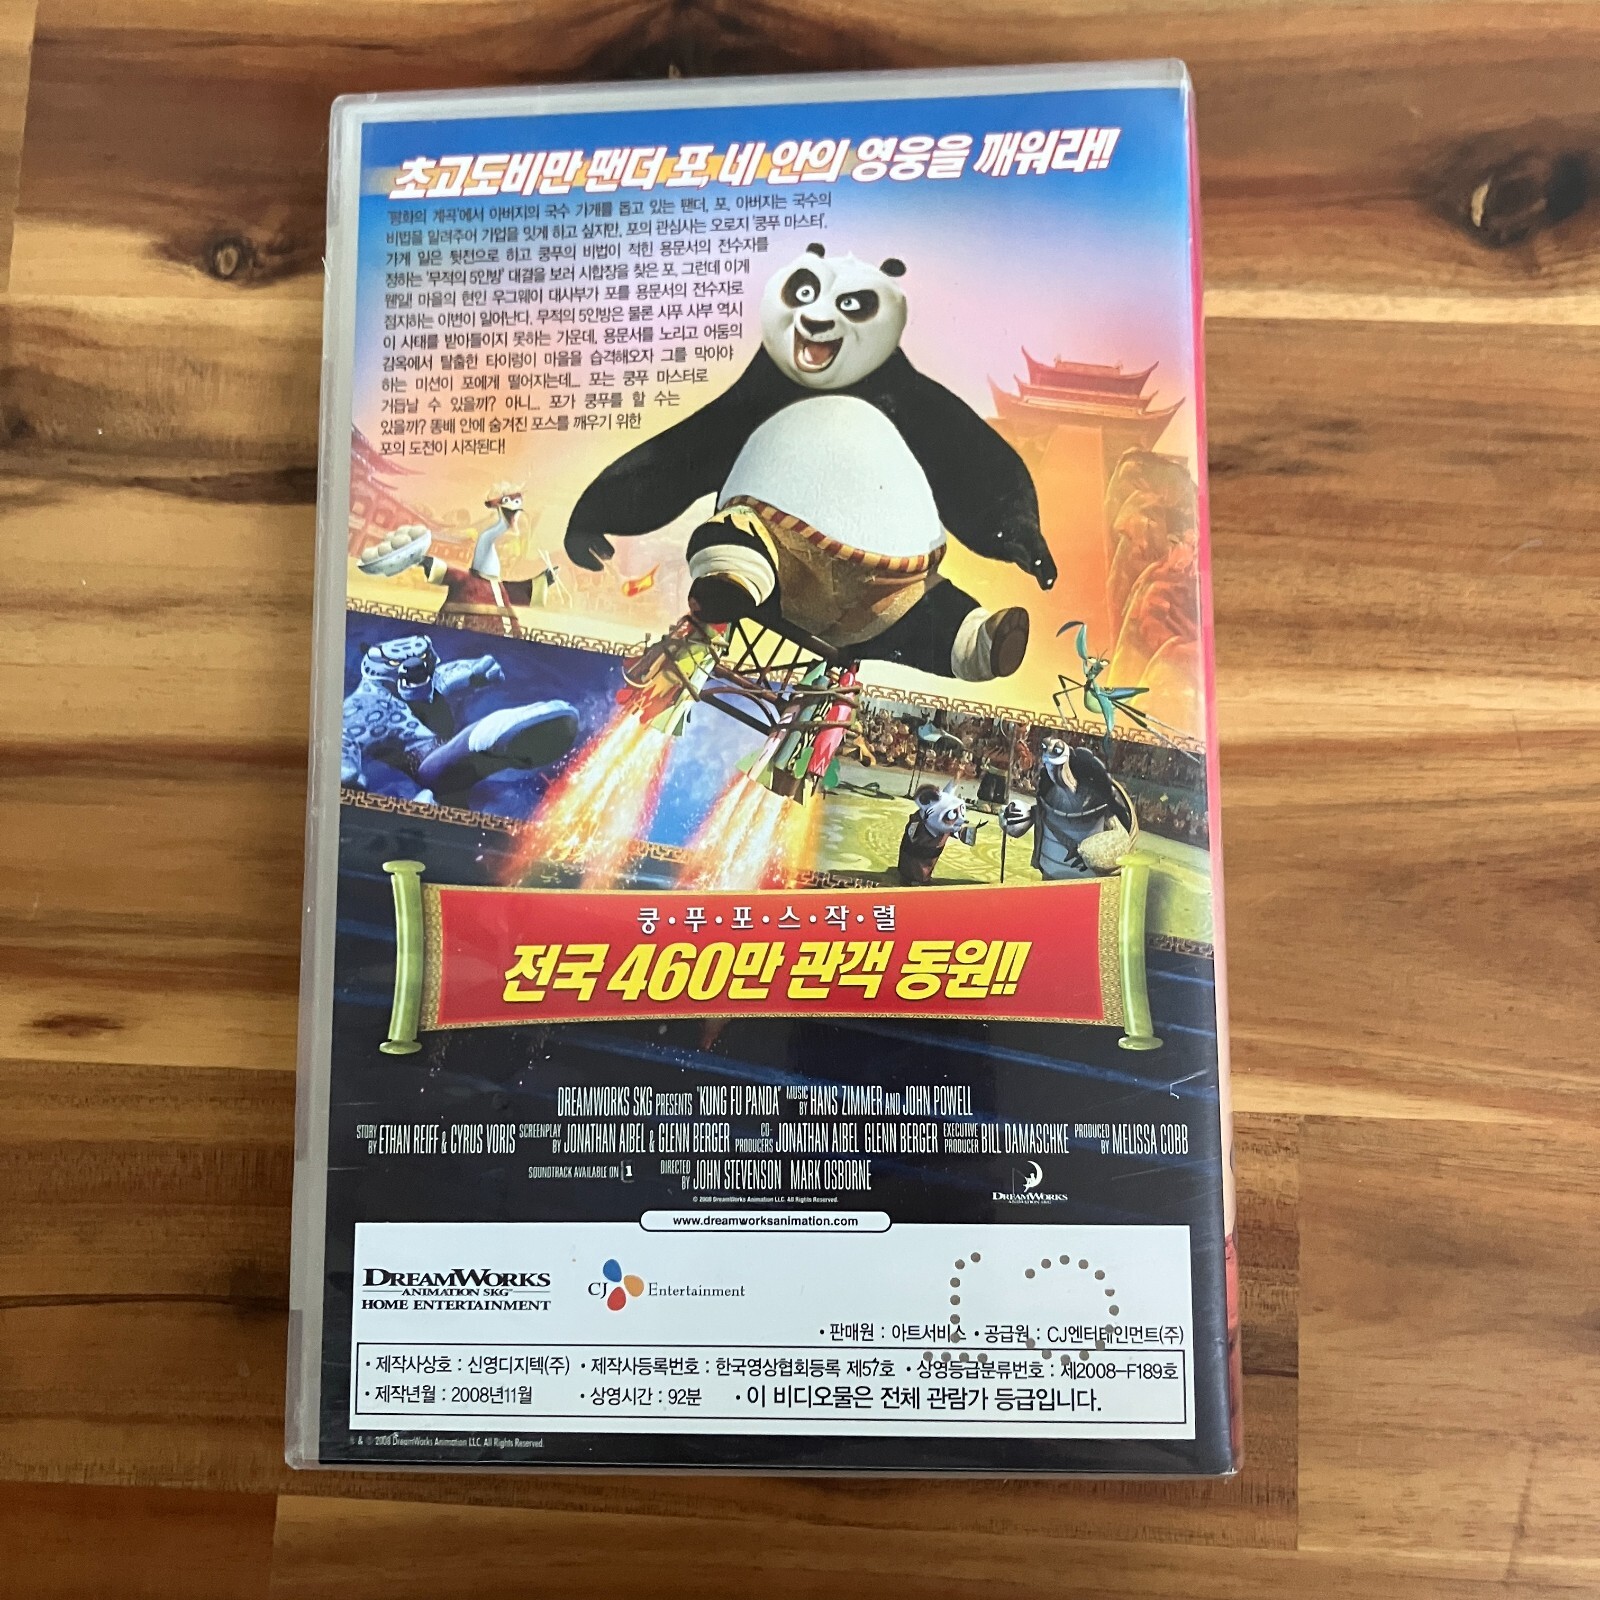 초고도비만 팬더 포, 네 안의 영웅을 깨워라!!
'평화의 계곡'에서 아버지의 국수 가게를 돕고 있는 팬더, 포. 아버지는 국수의
비법을 알려주어 가업을 잇게 하고 싶지만, 포의 관심사는 오로지 '쿵푸 마스터'.
가게 일은 뒷전으로 하고 쿵푸의 비법이 적힌 용문서의 전수자를
정하는 '무적의 5인방' 대결을 보러 시합장을 찾은 포. 그런데 이게
웬일! 마을의 현인 우그웨이 대사부가 포를 용문서의 전수자로
점지하는 이변이 일어난다. 무적의 5인방은 물론 시푸 사부 역시
이 사태를 받아들이지 못하는 가운데, 용문서를 노리고 어둠의
감옥에서 탈출한 타이렁이 마을을 습격해오자 그를 막아야
하는 미션이 포에게 떨어지는데... 포는 쿵푸 마스터로
거듭날 수 있을까? 아니... 포가 쿵푸를 할 수는
있을까? 똥배 안에 숨겨진 포스를 깨우기 위한
포의 도전이 시작된다!
쿵·푸·포·스·작·렬
전국 460만 관객 동원!!
DREAMWORKS SKG PRESENTS "KUNG FU PANDA" MUSIC BY HANS ZIMMER AND JOHN POWELL
STORY BY ETHAN REIFF & CYRUS VORIS SCREENPLAY BY JONATHAN AIBEL & GLENN BERGER CO-PRODUCERS JONATHAN AIBEL GLENN BERGER EXECUTIVE PRODUCER BILL DAMASCHKE PRODUCED BY MELISSA COBB
SOUNDTRACK AVAILABLE ON 1 DIRECTED BY JOHN STEVENSON MARK OSBORNE
© 2008 DreamWorks Animation LLC. All Rights Reserved.
DREAMWORKS
ANIMATION SKG
www.dreamworksanimation.com
DREAMWORKS
ANIMATION SKG
HOME ENTERTAINMENT
CJ Entertainment
• 판매원 : 아트서비스 • 공급원 : CJ엔터테인먼트(주)
• 제작사상호 : 신영디지텍(주) • 제작사등록번호 : 한국영상협회등록 제57호 • 상영등급분류번호 : 제2008-F189호
• 제작년월 : 2008년11월 • 상영시간 : 92분 • 이 비디오물은 전체 관람가 등급입니다.
® & © 2008 DreamWorks Animation LLC. All Rights Reserved.